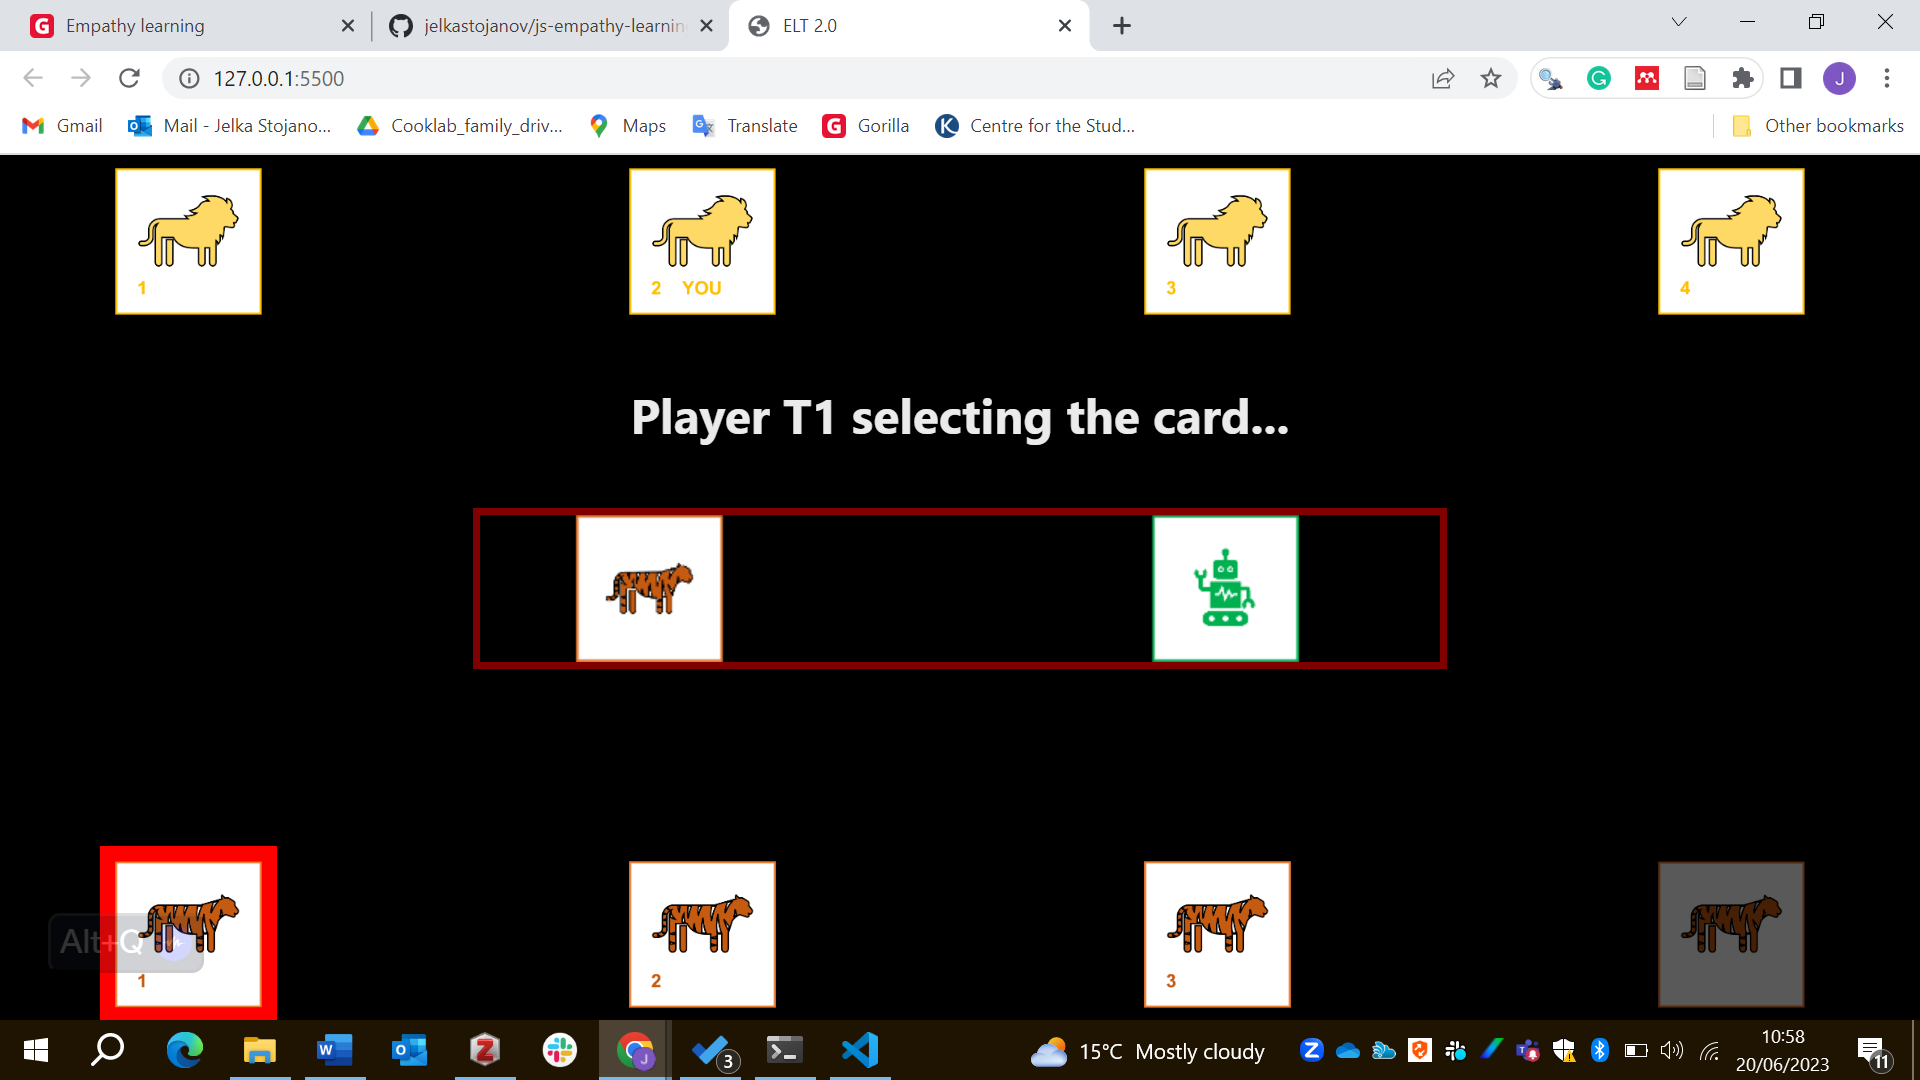 Empathy learning
jelkastojanov/js-empathy-learnin
ELT 2.0
127.0.0.1:5500
J
Gmail
Mail - Jelka Stojano...
Cooklab_family_driv...
Maps
Translate
Gorilla
Centre for the Stud...
Other bookmarks
1
2 YOU
3
4
Player T1 selecting the card...
Alt+Q
1
2
3
3
15°C Mostly cloudy
10:58
20/06/2023
11